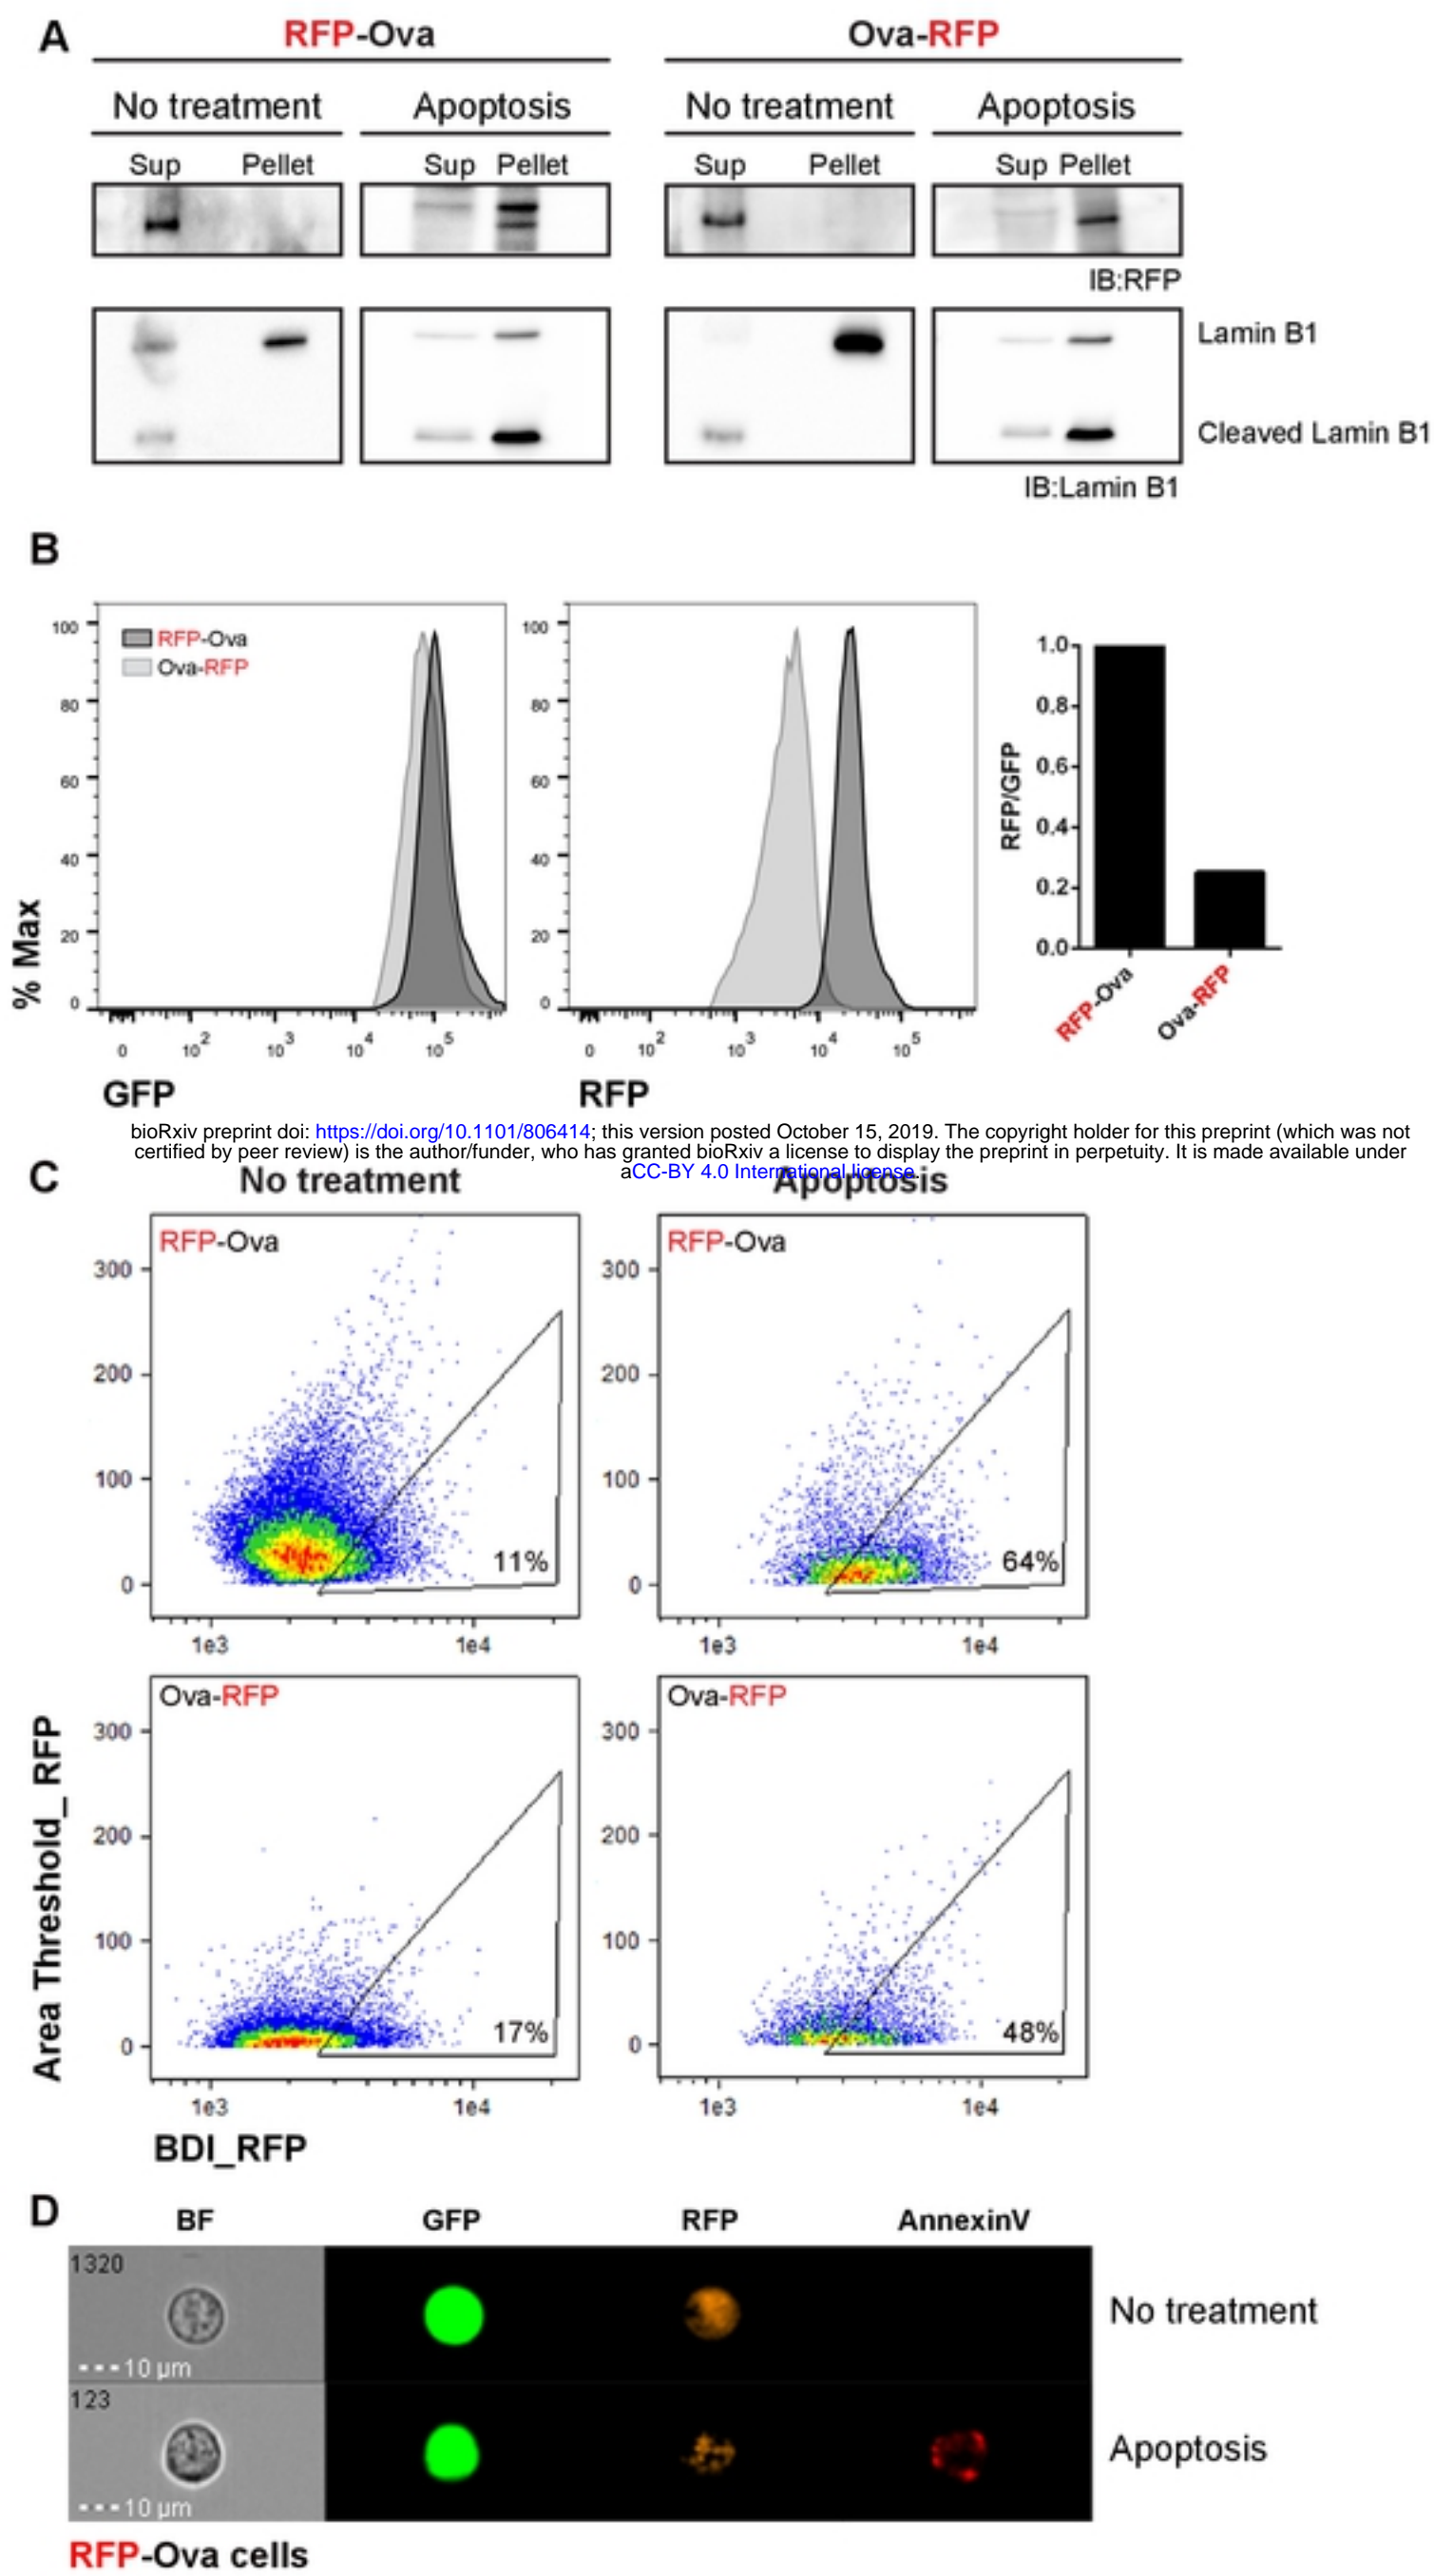 A
RFP-Ova Ova-RFP
No treatment Apoptosis No treatment Apoptosis
Sup Pellet Sup Pellet Sup Pellet Sup Pellet
IB:RFP
Lamin B1
Cleaved Lamin B1
IB:Lamin B1
B
RFP-Ova
Ova-RFP
100
80
60
40
20
0
% Max
0 10^2 10^3 10^4 10^5
GFP
100
80
60
40
20
0
0 10^2 10^3 10^4 10^5
RFP
1.0
0.8
0.6
0.4
0.2
0.0
RFP/GFP
RFP-Ova Ova-RFP
bioRxiv preprint doi: https://doi.org/10.1101/806414; this version posted October 15, 2019. The copyright holder for this preprint (which was not
certified by peer review) is the author/funder, who has granted bioRxiv a license to display the preprint in perpetuity. It is made available under
aCC-BY 4.0 International license.
C
No treatment Apoptosis
RFP-Ova
300
200
100
0
11%
1e3 1e4
RFP-Ova
300
200
100
0
64%
1e3 1e4
Ova-RFP
300
200
100
0
17%
1e3 1e4
Ova-RFP
300
200
100
0
48%
1e3 1e4
Area Threshold_ RFP
BDI_RFP
D
BF GFP RFP AnnexinV
1320
10 µm
No treatment
123
10 µm
Apoptosis
RFP-Ova cells